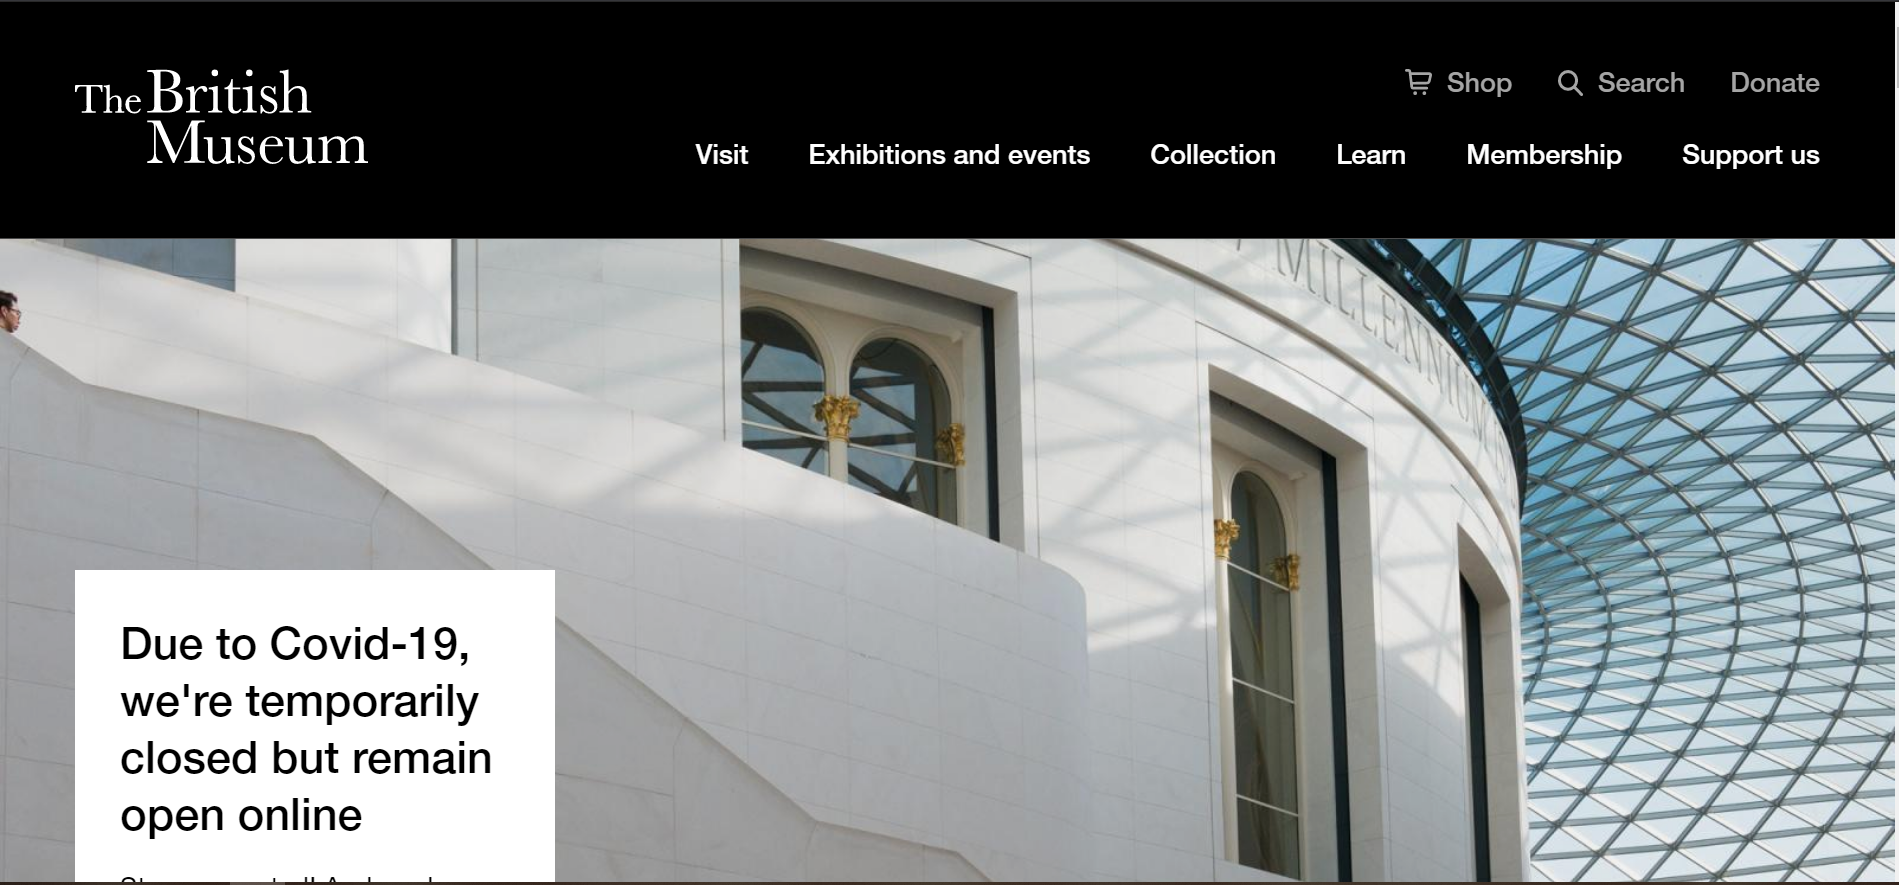 The British
Museum
Shop Search Donate
Visit Exhibitions and events Collection Learn Membership Support us
MILLENNIUM
Due to Covid-19,
we're temporarily
closed but remain
open online